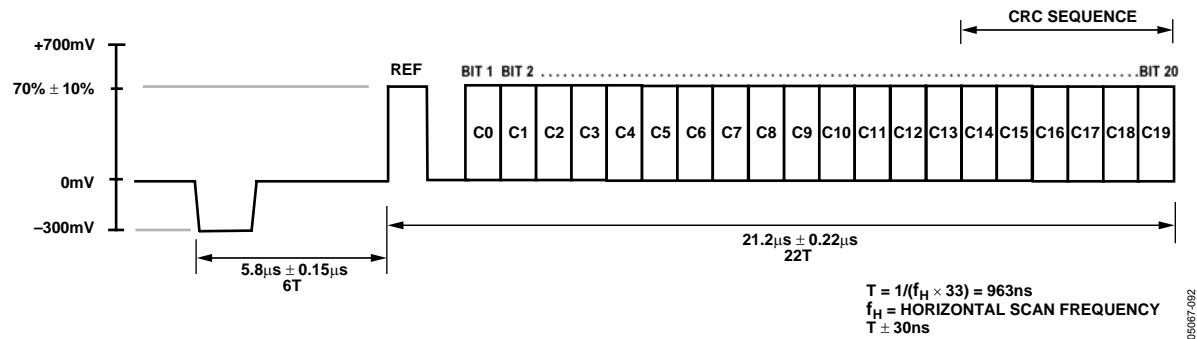 CRC SEQUENCE
+700mV
REF
BIT 1 BIT 2 ........................................................................ BIT 20
70% ± 10%
C0 C1 C2 C3 C4 C5 C6 C7 C8 C9 C10 C11 C12 C13 C14 C15 C16 C17 C18 C19
0mV
–300mV
21.2µs ± 0.22µs
22T
5.8µs ± 0.15µs
6T
T = 1/(fH × 33) = 963ns
fH = HORIZONTAL SCAN FREQUENCY
T ± 30ns
05067-092